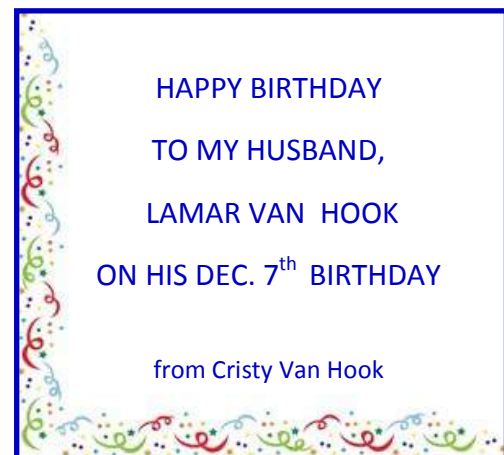 HAPPY BIRTHDAY
TO MY HUSBAND,
LAMAR VAN HOOK
ON HIS DEC. 7th BIRTHDAY
from Cristy Van Hook